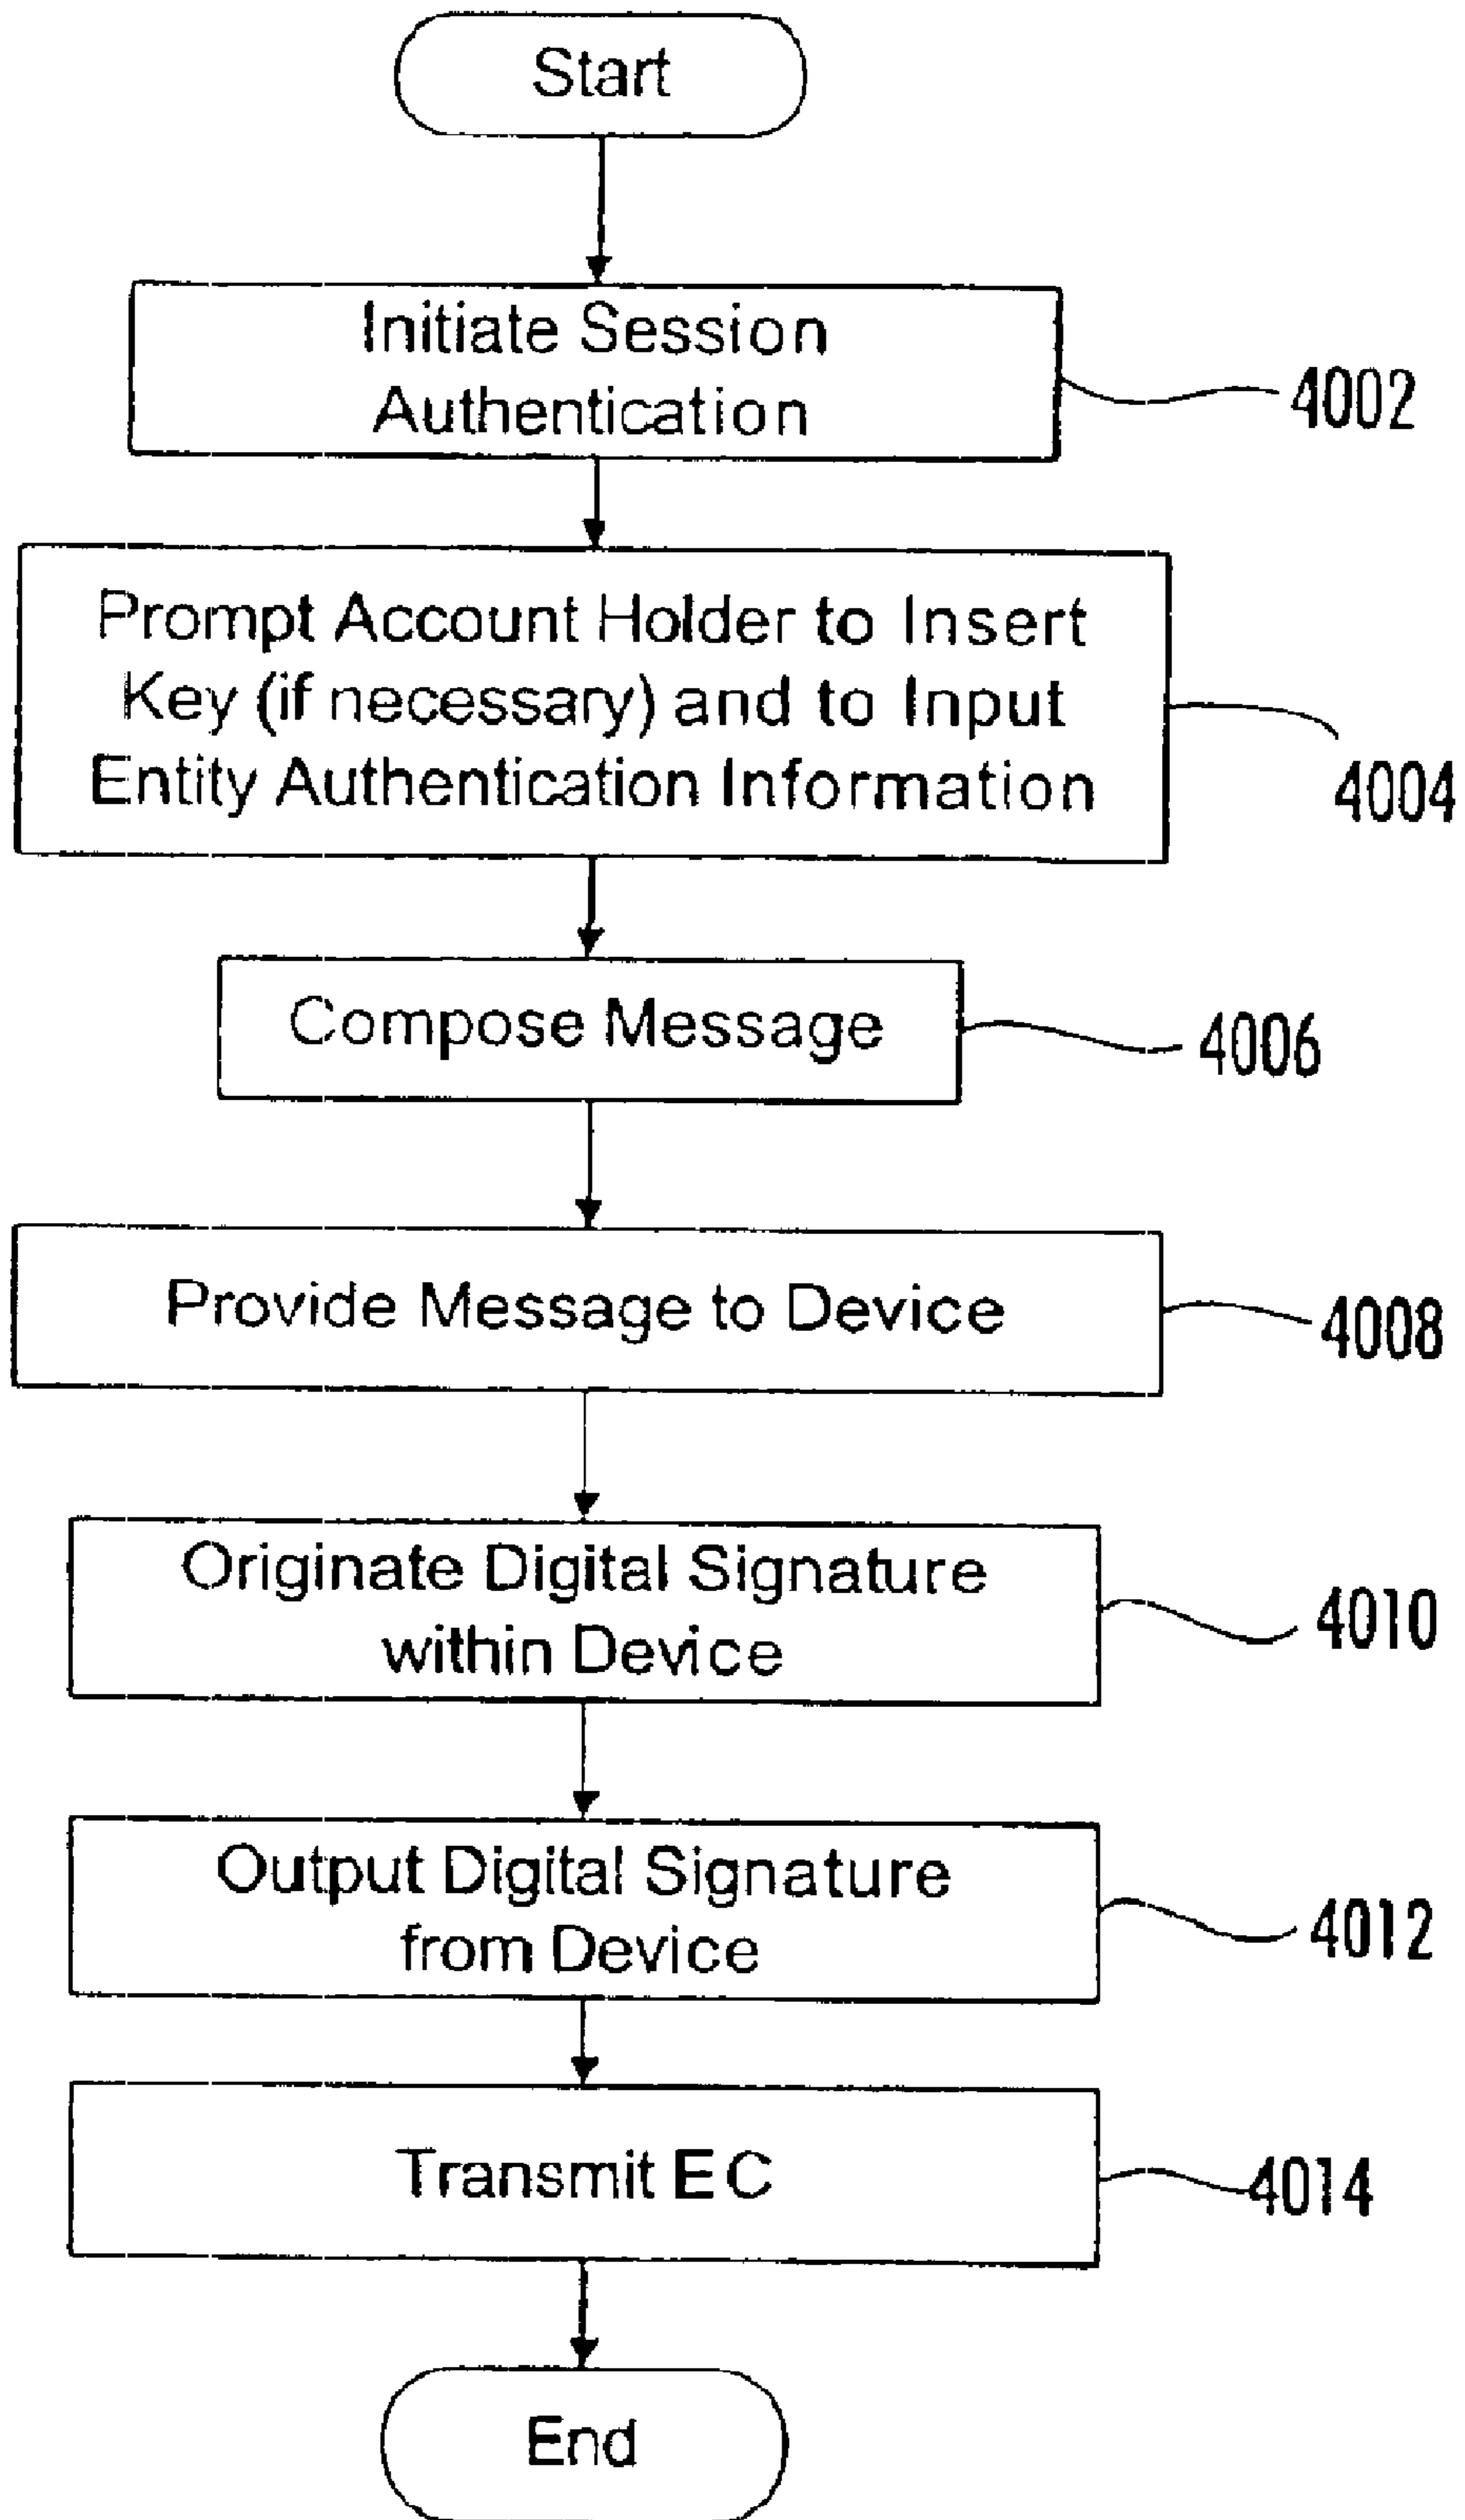 Start
Initiate Session
Authentication
4002
Prompt Account Holder to Insert
Key (if necessary) and to Input
Entity Authentication Information
4004
Compose Message
4006
Provide Message to Device
4008
Originate Digital Signature
within Device
4010
Output Digital Signature
from Device
4012
Transmit EC
4014
End